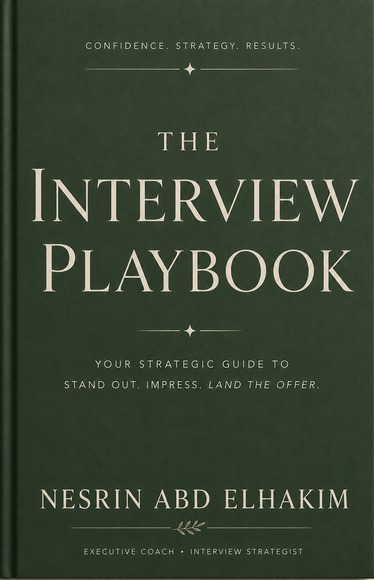 CONFIDENCE. STRATEGY. RESULTS.
THE
INTERVIEW
PLAYBOOK
YOUR STRATEGIC GUIDE TO
STAND OUT. IMPRESS. LAND THE OFFER.
NESRIN ABD ELHAKIM
EXECUTIVE COACH • INTERVIEW STRATEGIST